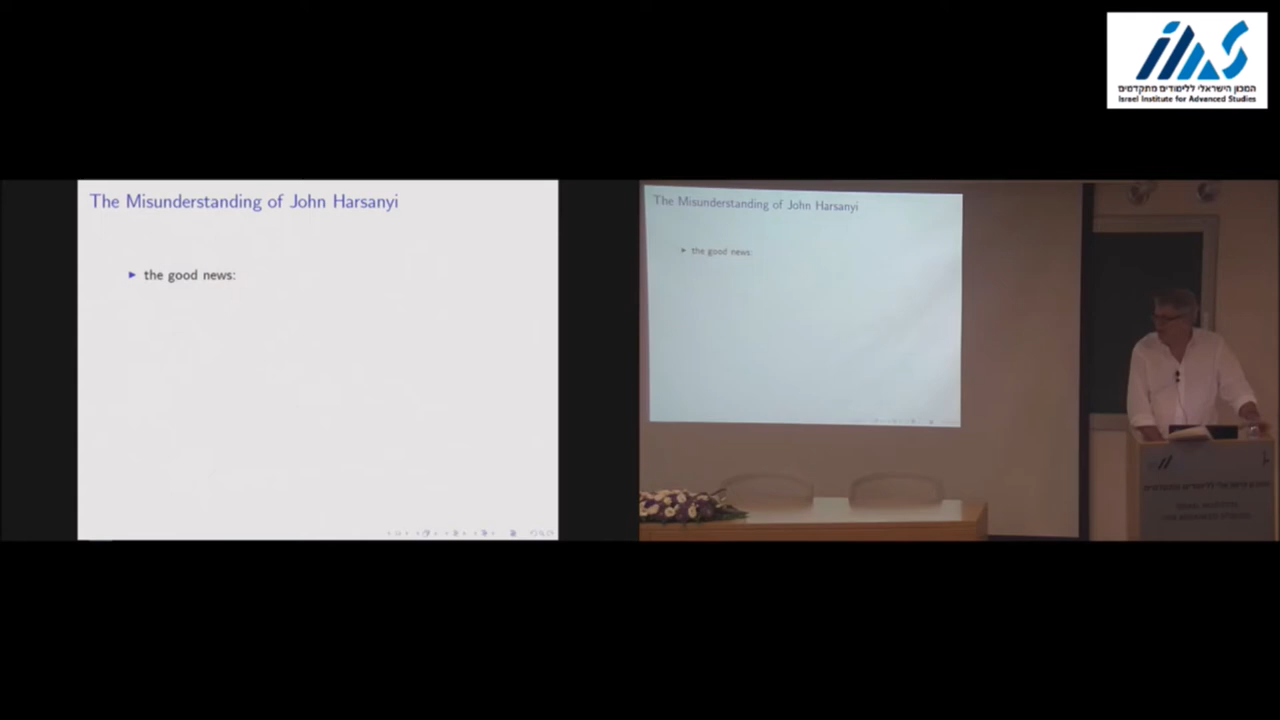 המכון הישראלי ללימודים מתקדמים
Israel Institute for Advanced Studies
The Misunderstanding of John Harsanyi
▶ the good news:
The Misunderstanding of John Harsanyi
▶ the good news: